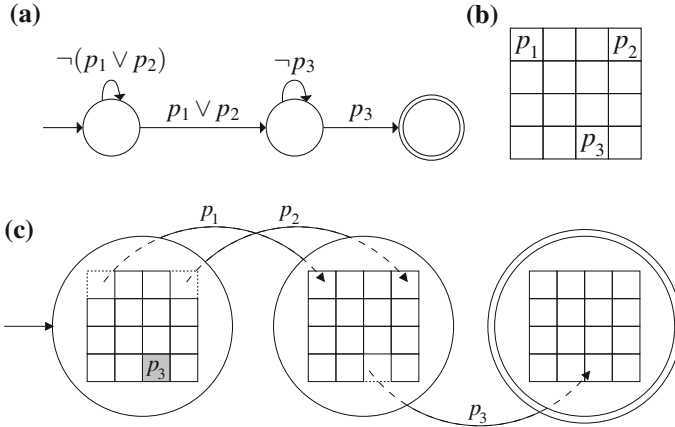 (a)
¬(p₁ ∨ p₂)
¬p₃
p₁ ∨ p₂
p₃
(b)
p₁ p₂
p₃
(c)
p₁ p₂
p₃
p₃